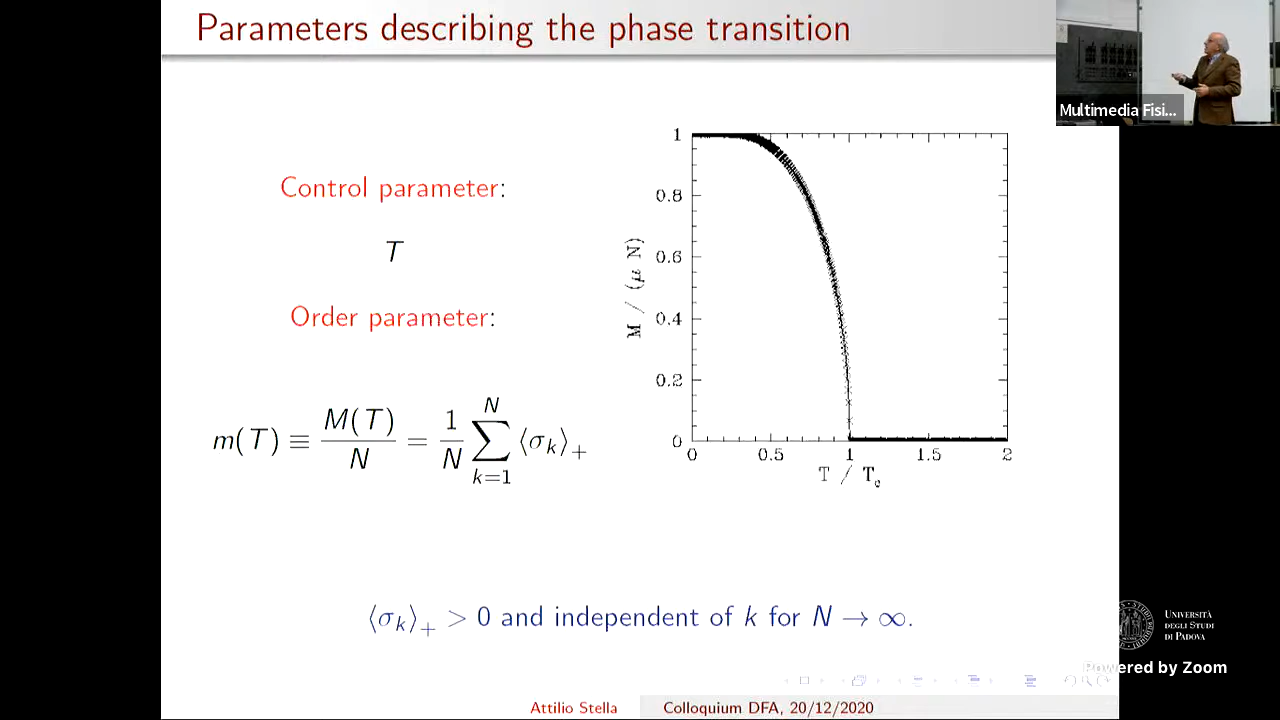 Parameters describing the phase transition
Multimedia Fisi...
Control parameter:
T
Order parameter:
m(T) ≡ M(T)/N = 1/N ∑_{k=1}^{N} ⟨σ_k⟩_+
1
0.8
0.6
0.4
0.2
0
M / (μ N)
0 0.5 1 1.5 2
T / T_c
⟨σ_k⟩_+ > 0 and independent of k for N → ∞.
UNIVERSITÀ
DEGLI STUDI
DI PADOVA
Powered by Zoom
Attilio Stella Colloquium DFA, 20/12/2020